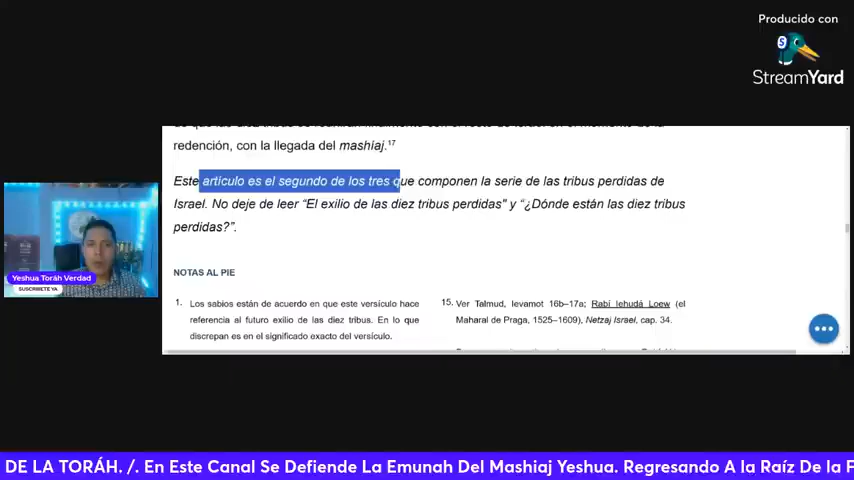 Producido con
StreamYard
redención, con la llegada del mashiaj.17
Este artículo es el segundo de los tres que componen la serie de las tribus perdidas de
Israel. No deje de leer “El exilio de las diez tribus perdidas" y “¿Dónde están las diez tribus
perdidas?”.
NOTAS AL PIE
1. Los sabios están de acuerdo en que este versículo hace
referencia al futuro exilio de las diez tribus. En lo que
discrepan es en el significado exacto del versículo.
15. Ver Talmud, Ievamot 16b–17a; Rabí Iehudá Loew (el
Maharal de Praga, 1525–1609), Netzaj Israel, cap. 34.
Yeshua Toráh Verdad
SUSCRIBETE YA
DE LA TORÁH. /. En Este Canal Se Defiende La Emunah Del Mashiaj Yeshua. Regresando A la Raíz De la F